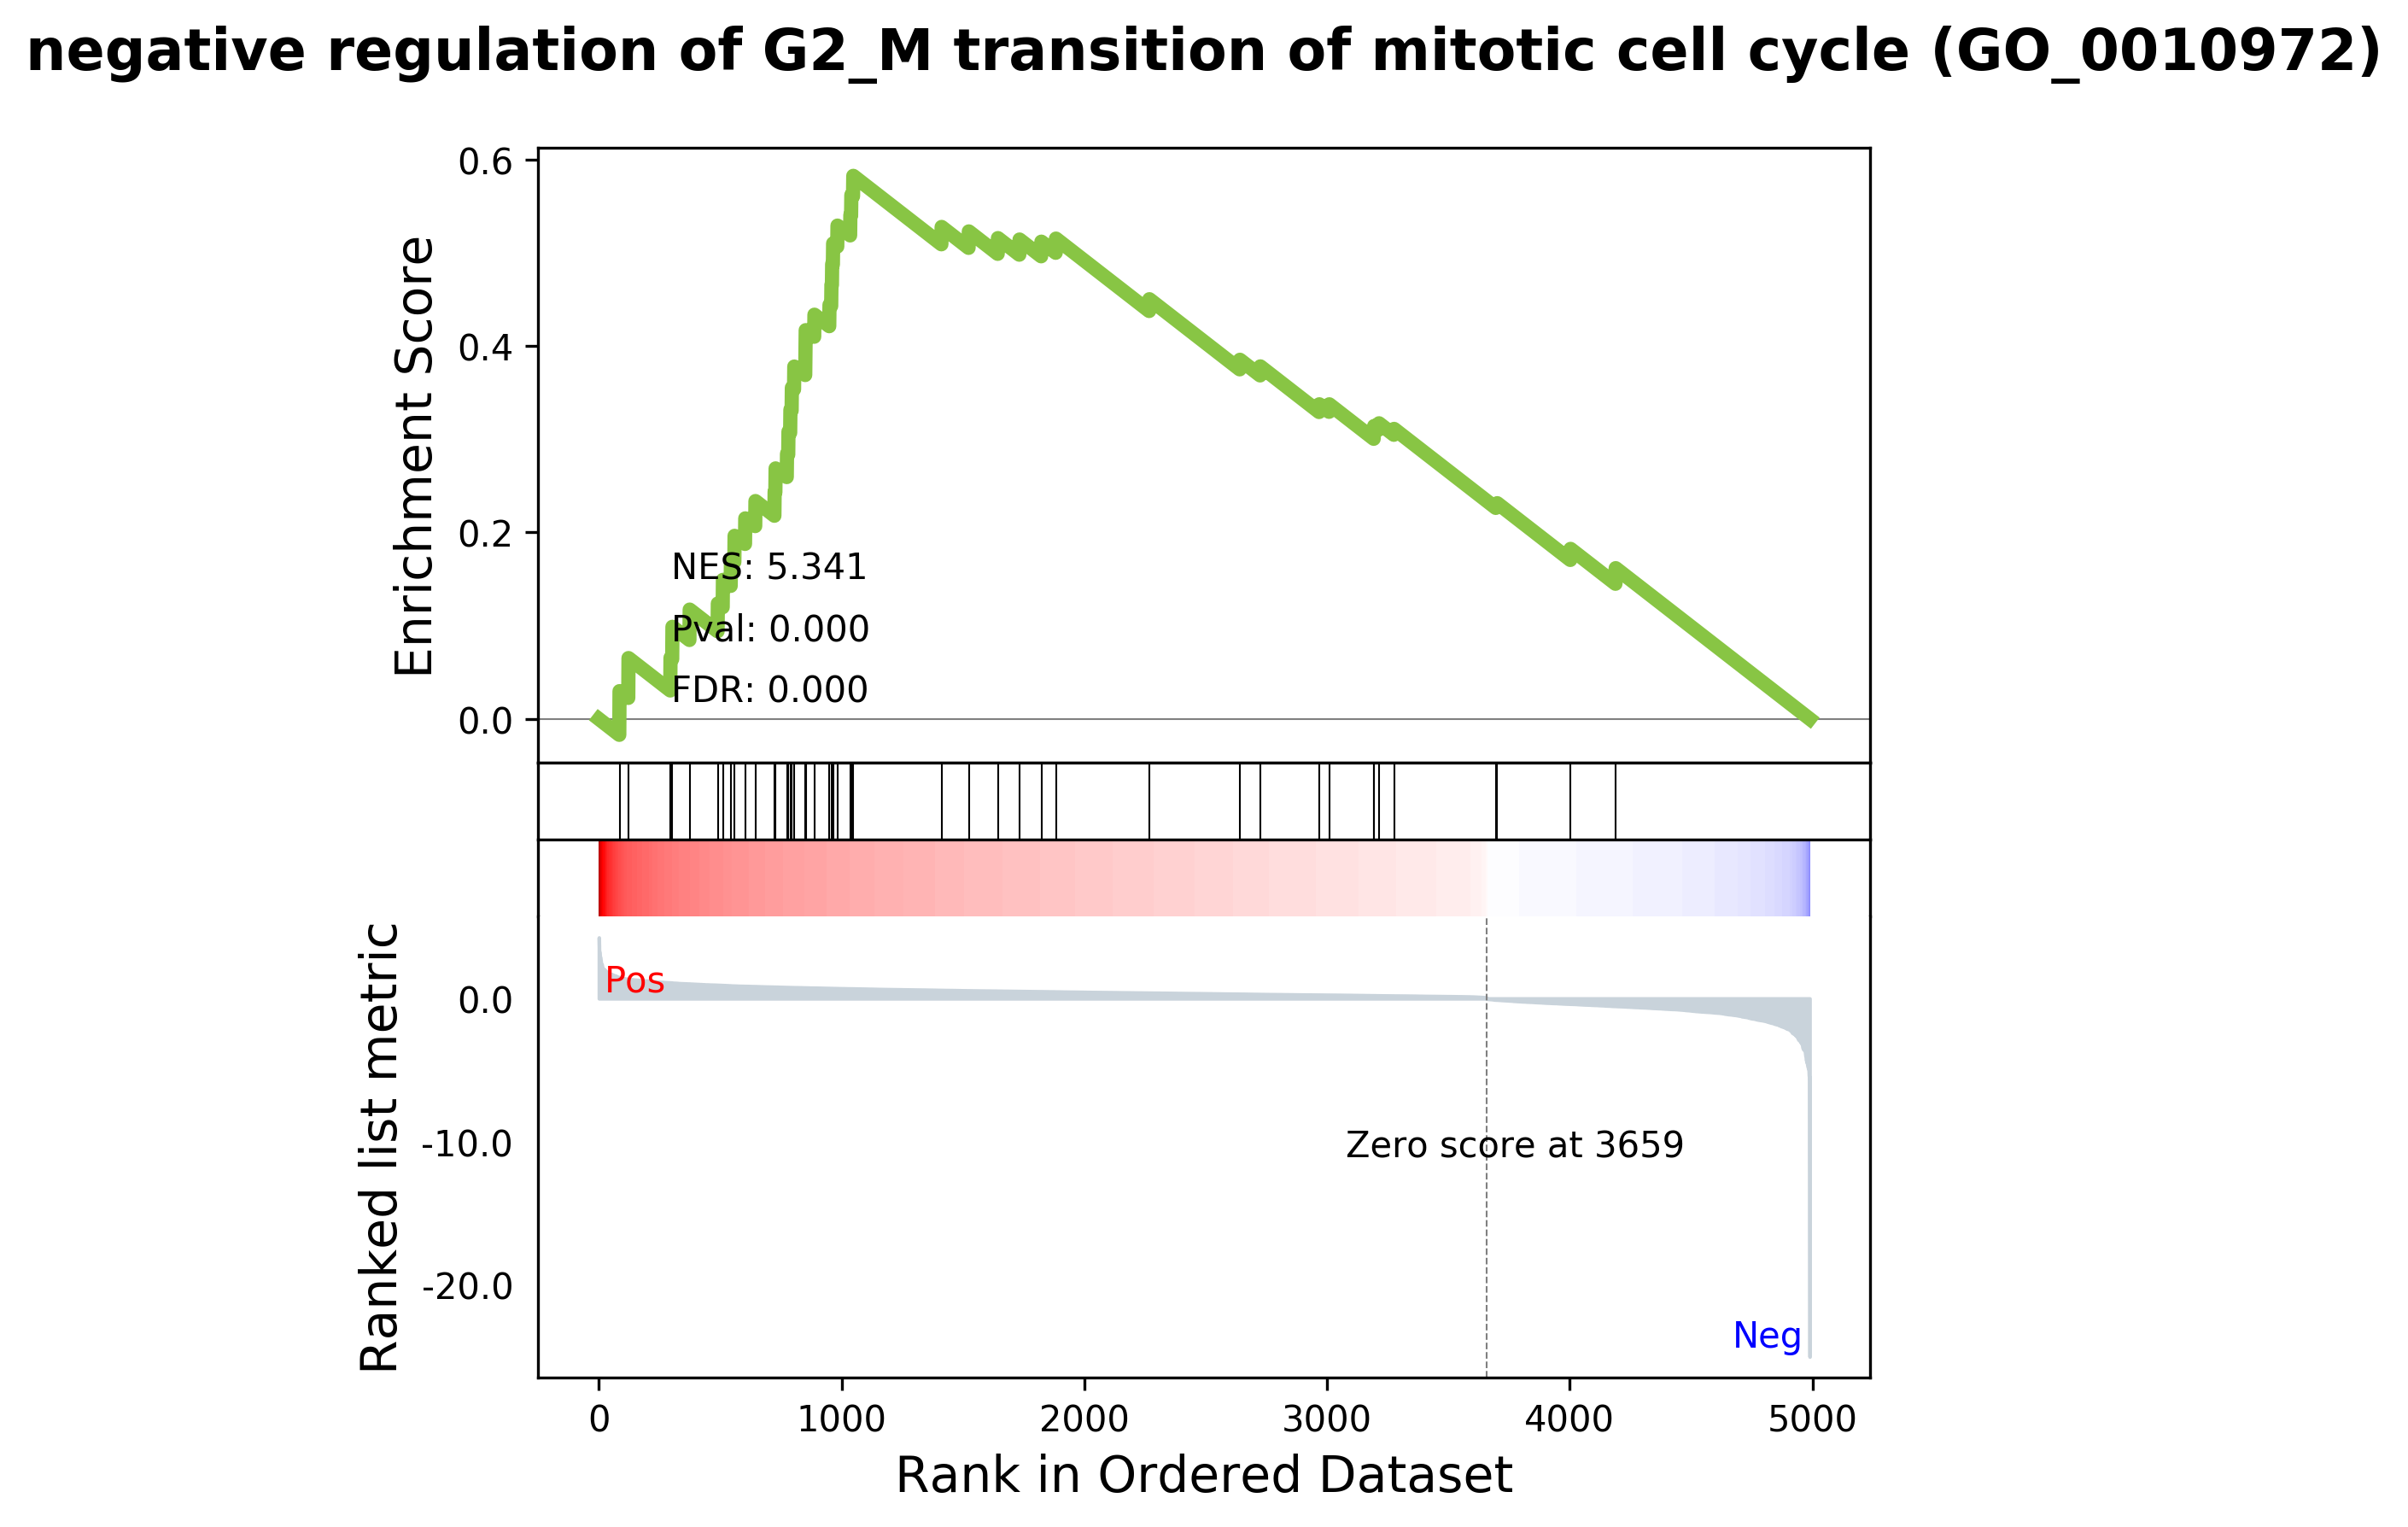 negative regulation of G2_M transition of mitotic cell cycle (GO_0010972)
Enrichment Score
0.6
0.4
0.2
0.0
NES: 5.341
Pval: 0.000
FDR: 0.000
Ranked list metric
0.0
-10.0
-20.0
Pos
Zero score at 3659
Neg
0 1000 2000 3000 4000 5000
Rank in Ordered Dataset